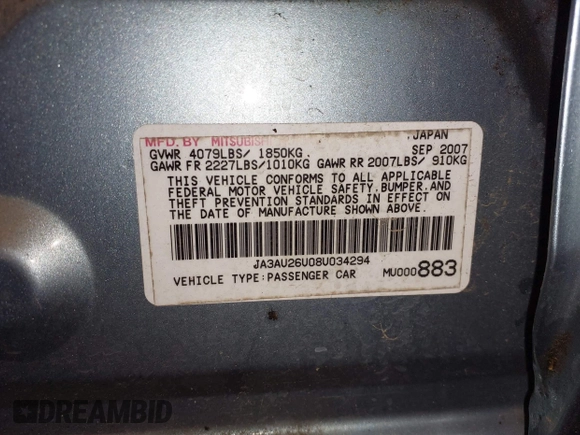 MFD. BY MITSUBISHI JAPAN
GVWR 4079LBS/ 1850KG. SEP 2007
GAWR FR 2227LBS/1010KG GAWR RR 2007LBS/ 910KG
THIS VEHICLE CONFORMS TO ALL APPLICABLE
FEDERAL MOTOR VEHICLE SAFETY.BUMPER.AND
THEFT PREVENTION STANDARDS IN EFFECT ON
THE DATE OF MANUFACTURE SHOWN ABOVE.
JA3AU26U08U034294
VEHICLE TYPE:PASSENGER CAR MU000883
DREAMBID